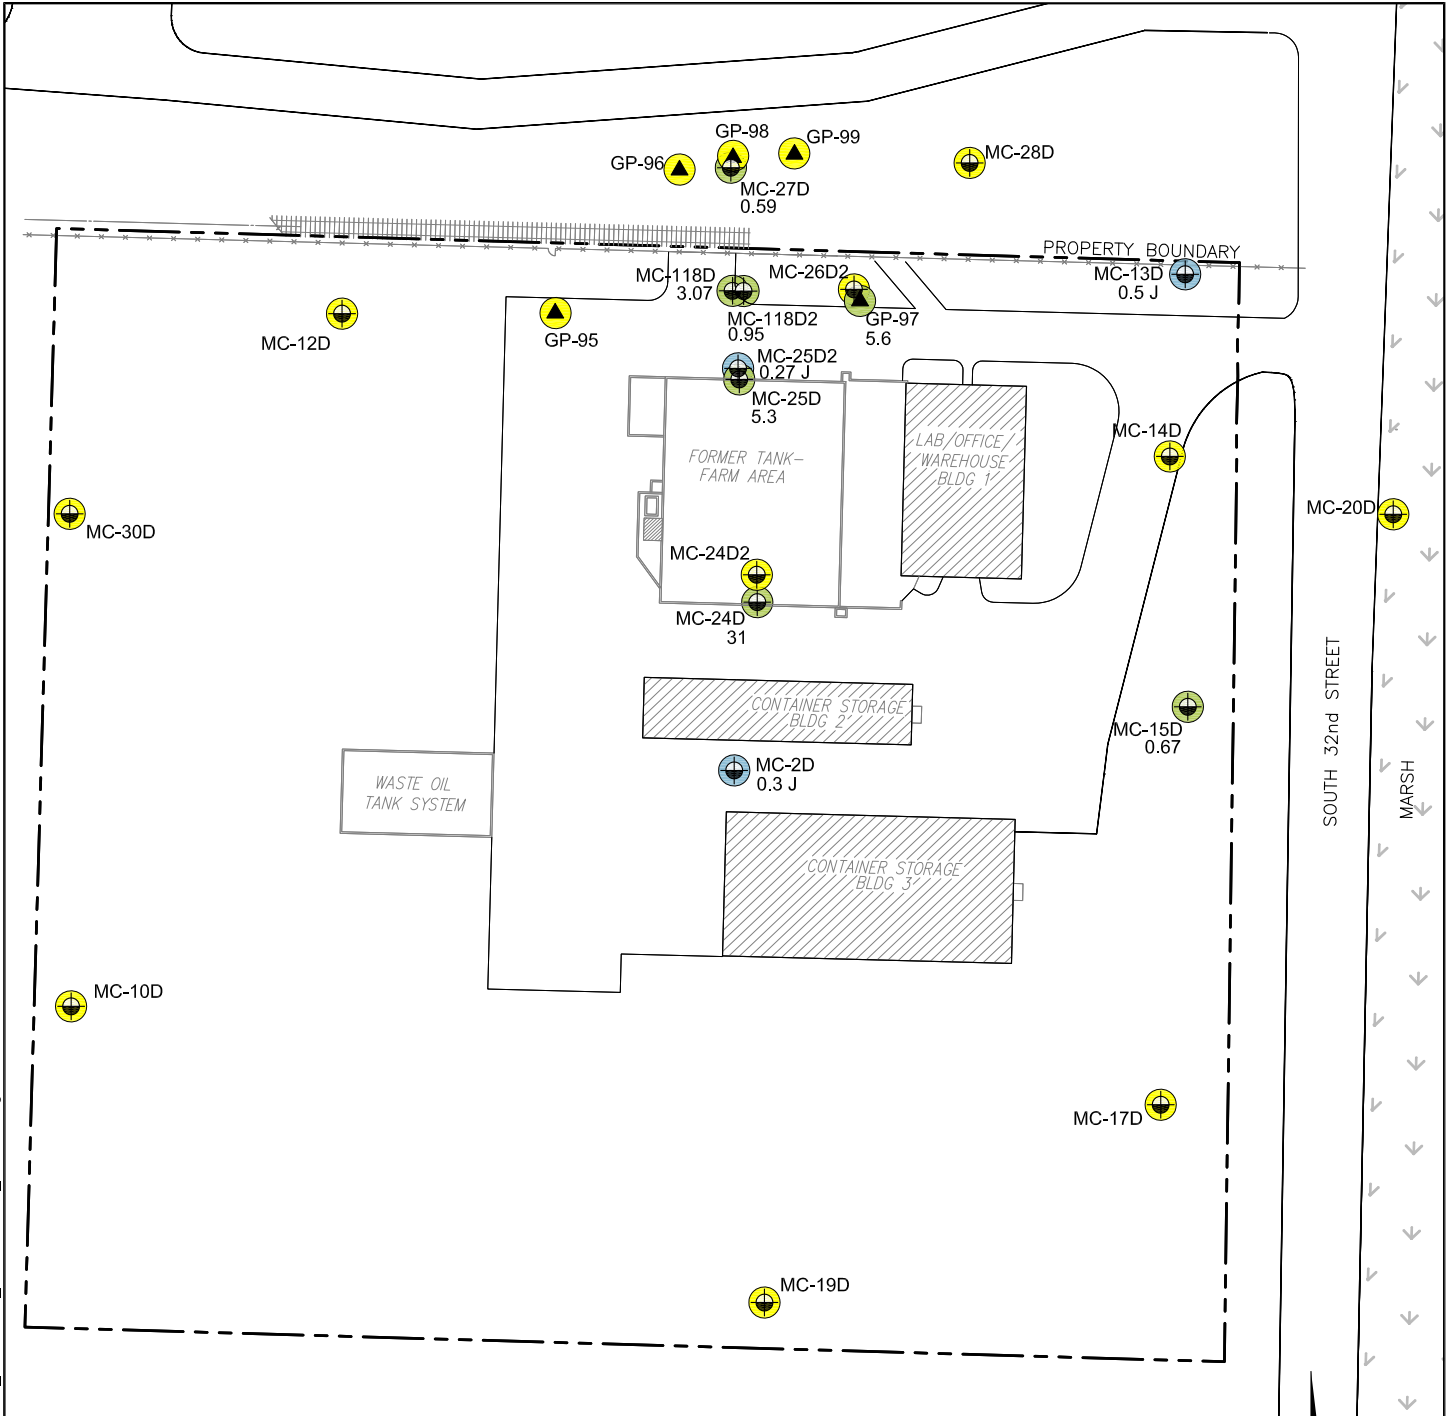 GP-98
GP-99
GP-96
MC-28D
MC-27D
0.59
PROPERTY BOUNDARY
MC-118D
3.07
MC-26D2
MC-13D
0.5 J
MC-12D
GP-95
MC-118D2
0.95
GP-97
5.6
MC-25D2
0.27 J
MC-25D
5.3
FORMER TANK-
FARM AREA
LAB/OFFICE/
WAREHOUSE
BLDG 1
MC-14D
MC-20D
MC-30D
MC-24D2
MC-24D
31
CONTAINER STORAGE
BLDG 2
MC-15D
0.67
SOUTH 32nd STREET
MARSH
WASTE OIL
TANK SYSTEM
MC-2D
0.3 J
CONTAINER STORAGE
BLDG 3
MC-10D
MC-17D
MC-19D